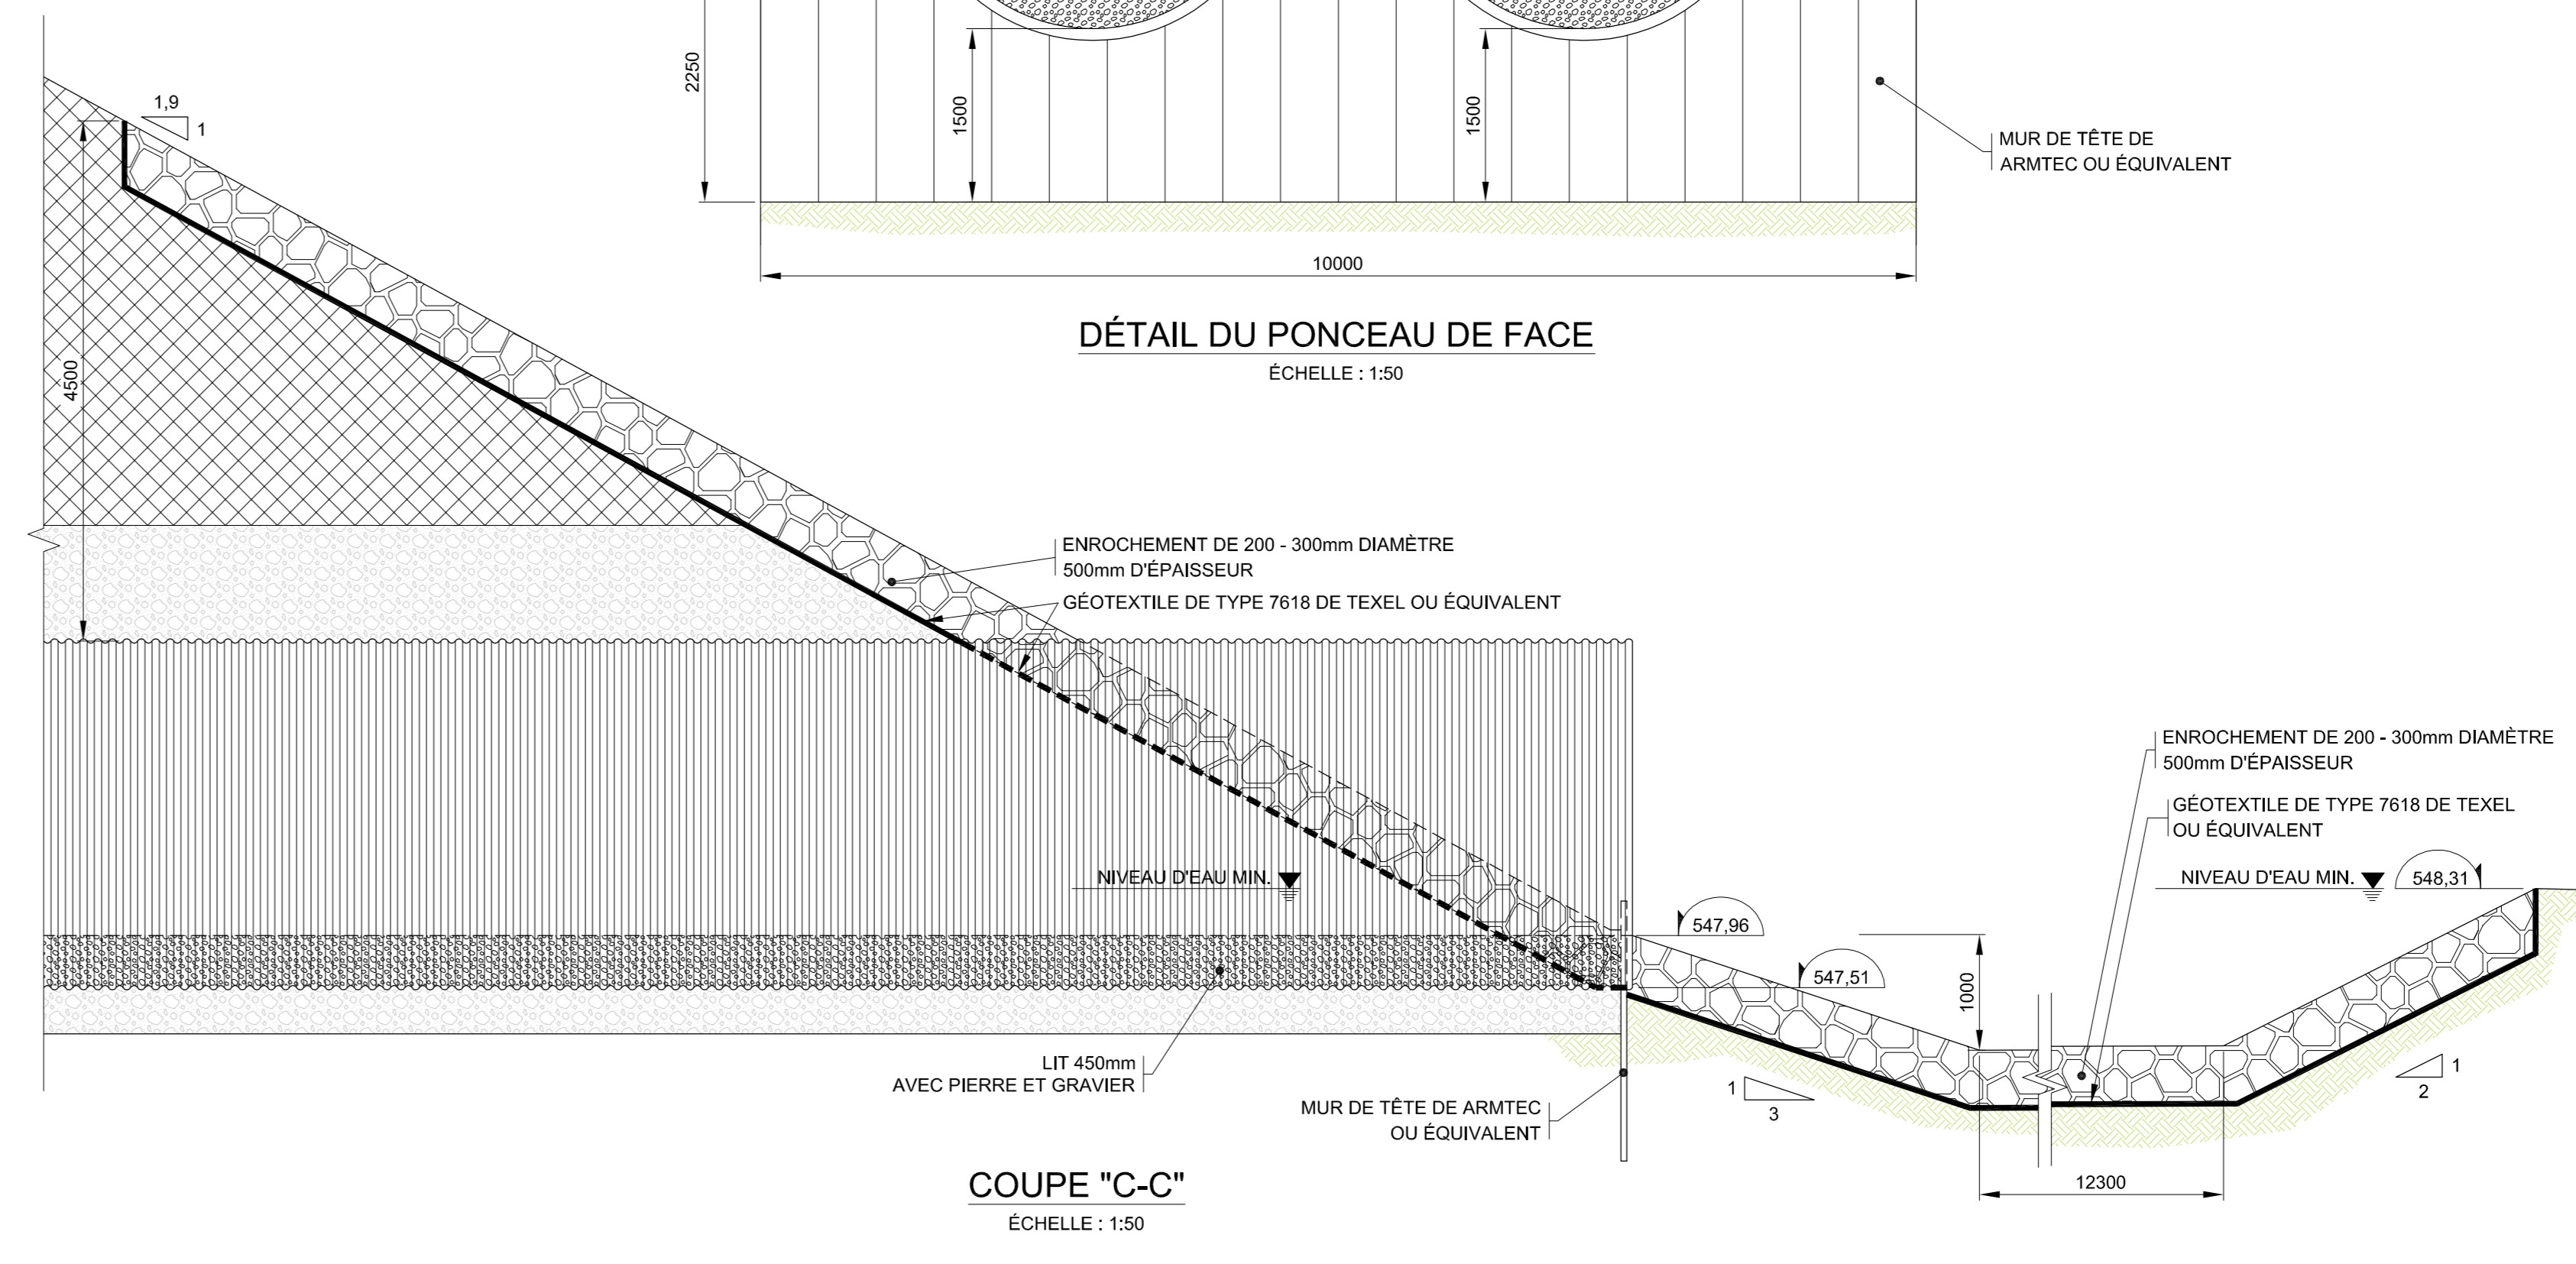 2250
1500
1500
MUR DE TÊTE DE
ARMTEC OU ÉQUIVALENT
10000
DÉTAIL DU PONCEAU DE FACE
ÉCHELLE : 1:50
1,9
1
4500
ENROCHEMENT DE 200 - 300mm DIAMÈTRE
500mm D'ÉPAISSEUR
GÉOTEXTILE DE TYPE 7618 DE TEXEL OU ÉQUIVALENT
NIVEAU D'EAU MIN.
547,96
547,51
1000
ENROCHEMENT DE 200 - 300mm DIAMÈTRE
500mm D'ÉPAISSEUR
GÉOTEXTILE DE TYPE 7618 DE TEXEL
OU ÉQUIVALENT
NIVEAU D'EAU MIN.
548,31
LIT 450mm
AVEC PIERRE ET GRAVIER
MUR DE TÊTE DE ARMTEC
OU ÉQUIVALENT
1
3
1
2
12300
COUPE "C-C"
ÉCHELLE : 1:50